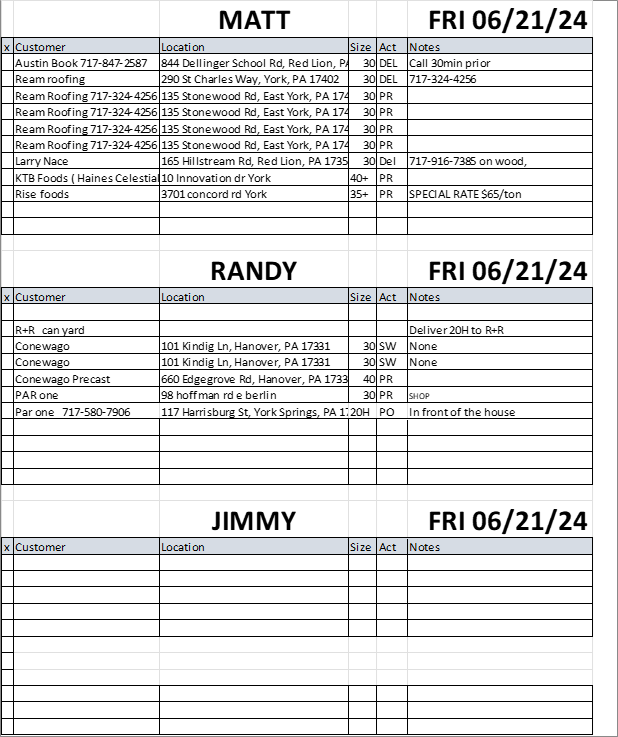 MATT FRI 06/21/24
x Customer Location Size Act Notes
Austin Book 717-847-2587 844 Dellinger School Rd, Red Lion, PA 30 DEL Call 30min prior
Ream roofing 290 St Charles Way, York, PA 17402 30 DEL 717-324-4256
Ream Roofing 717-324-4256 135 Stonewood Rd, East York, PA 174 30 PR
Ream Roofing 717-324-4256 135 Stonewood Rd, East York, PA 174 30 PR
Ream Roofing 717-324-4256 135 Stonewood Rd, East York, PA 174 30 PR
Ream Roofing 717-324-4256 135 Stonewood Rd, East York, PA 174 30 PR
Larry Nace 165 Hillstream Rd, Red Lion, PA 1735 30 Del 717-916-7385 on wood,
KTB Foods ( Haines Celestial 10 Innovation dr York 40+ PR
Rise foods 3701 concord rd York 35+ PR SPECIAL RATE $65/ton
RANDY FRI 06/21/24
x Customer Location Size Act Notes
R+R can yard Deliver 20H to R+R
Conewago 101 Kindig Ln, Hanover, PA 17331 30 SW None
Conewago 101 Kindig Ln, Hanover, PA 17331 30 SW None
Conewago Precast 660 Edgegrove Rd, Hanover, PA 1733 40 PR
PAR one 98 hoffman rd e berlin 30 PR SHOP
Par one 717-580-7906 117 Harrisburg St, York Springs, PA 17 20H PO In front of the house
JIMMY FRI 06/21/24
x Customer Location Size Act Notes